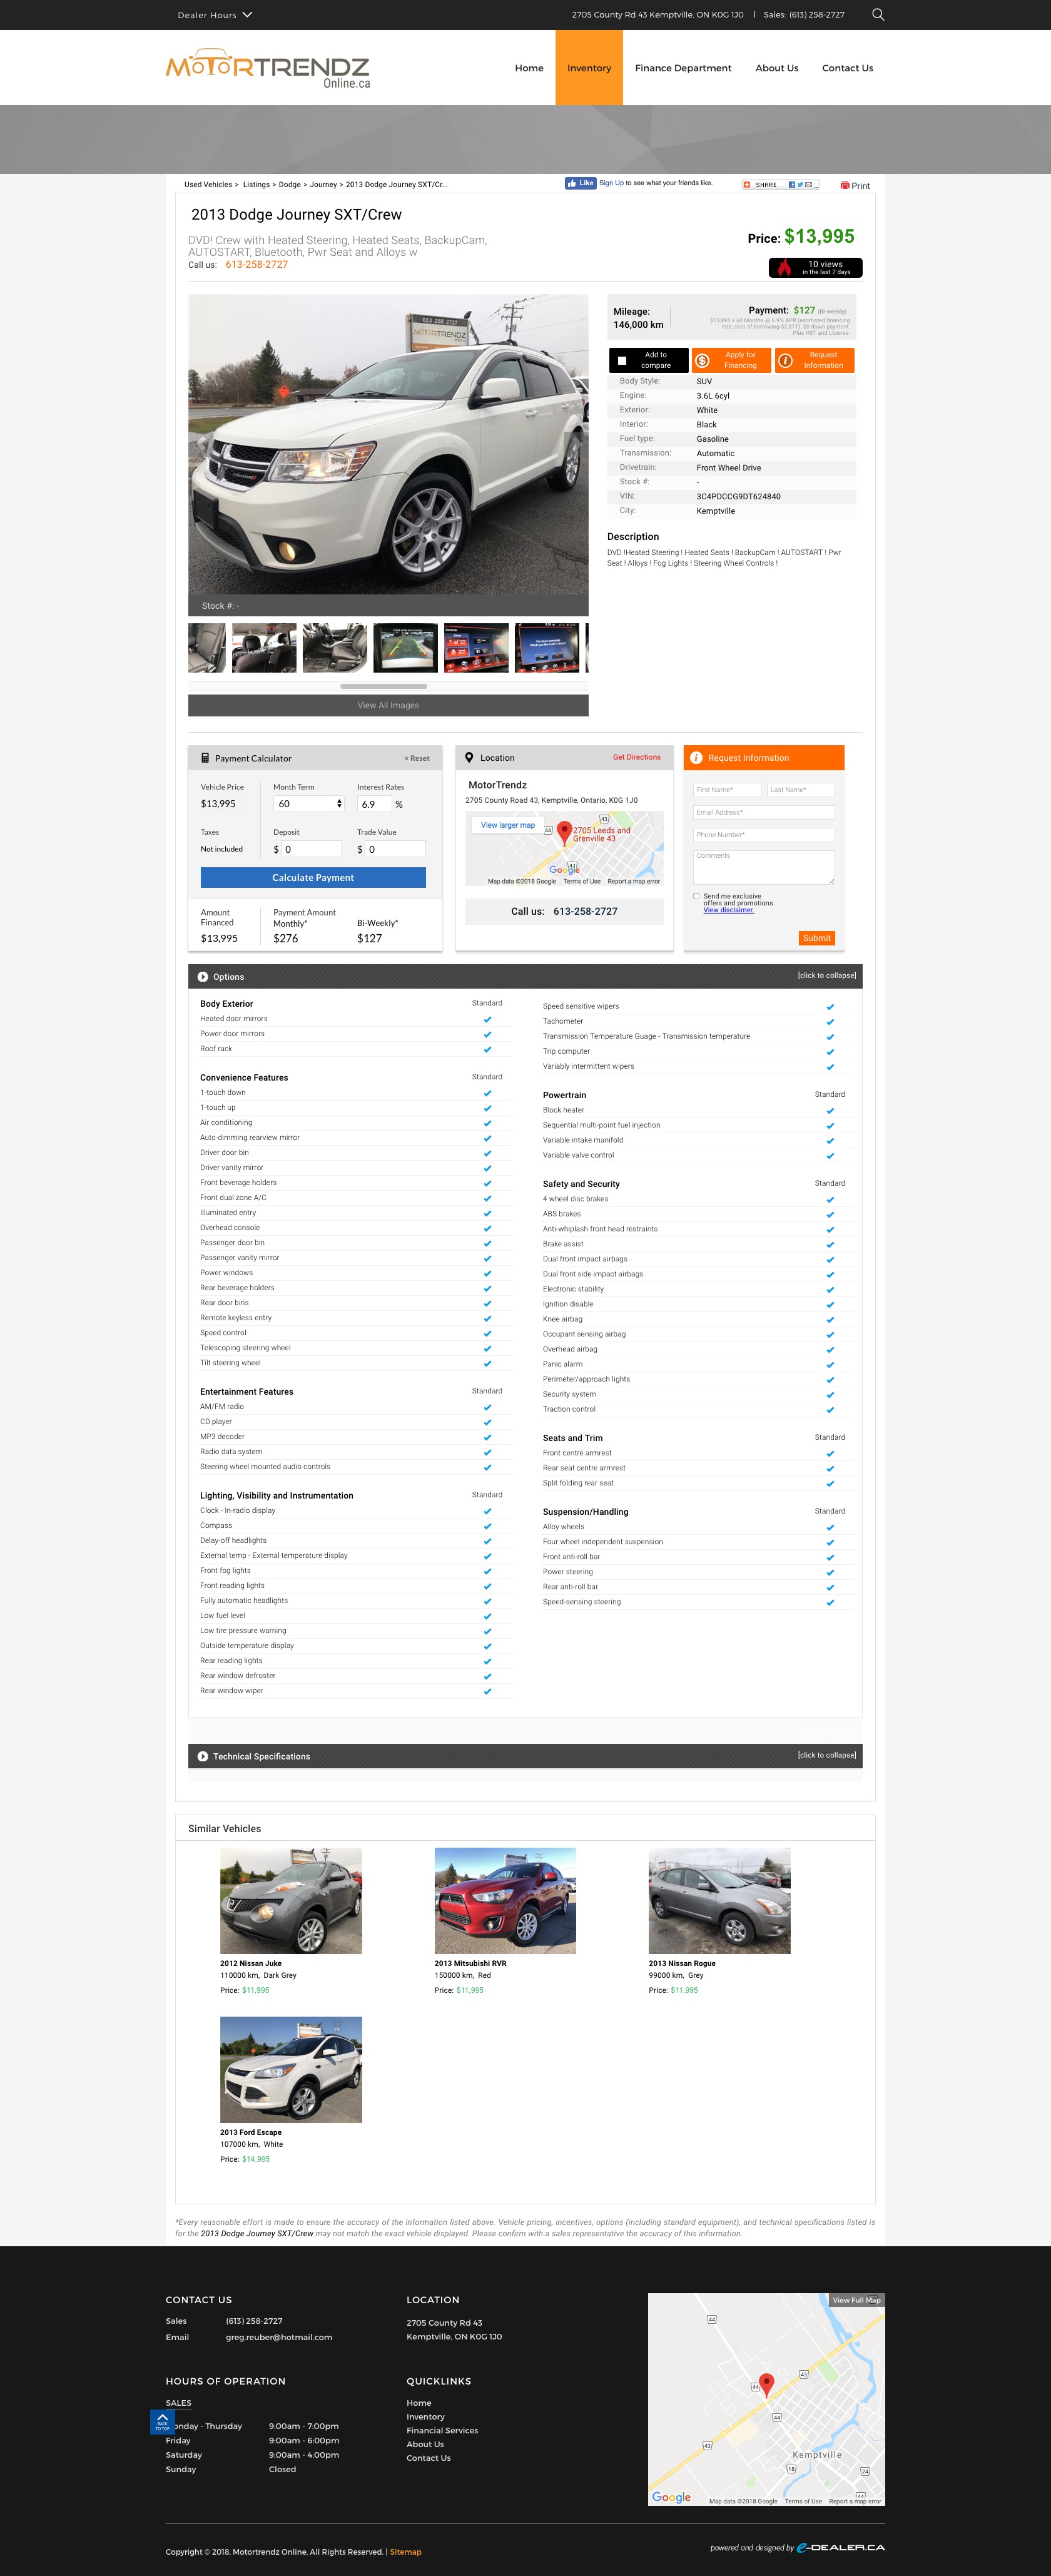 Dealer Hours
2705 County Rd 43 Kemptville, ON K0G 1J0 | Sales: (613) 258-2727
MOTORTRENDZ
Online.ca
Home
Inventory
Finance Department
About Us
Contact Us
Used Vehicles > Listings > Dodge > Journey > 2013 Dodge Journey SXT/Cr...
Like Sign Up to see what your friends like.
SHARE
Print
2013 Dodge Journey SXT/Crew
DVD! Crew with Heated Steering, Heated Seats, BackupCam,
AUTOSTART, Bluetooth, Pwr Seat and Alloys w
Call us: 613-258-2727
Price: $13,995
10 views
in the last 7 days
613 258 2727
MOTORTRENDZ
Stock #: -
View All Images
Mileage:
146,000 km
Payment: $127 (Bi-weekly)
$13,995 x 60 Months @ 6.9% APR (estimated financing
rate, cost of borrowing $2,571). $0 down payment.
Plus HST and License.
Add to
compare
Apply for
Financing
Request
Information
Body Style: SUV
Engine: 3.6L 6cyl
Exterior: White
Interior: Black
Fuel type: Gasoline
Transmission: Automatic
Drivetrain: Front Wheel Drive
Stock #: -
VIN: 3C4PDCCG9DT624840
City: Kemptville
Description
DVD !Heated Steering ! Heated Seats ! BackupCam ! AUTOSTART ! Pwr
Seat ! Alloys ! Fog Lights ! Steering Wheel Controls !
Payment Calculator
× Reset
Vehicle Price
$13,995
Month Term
60
Interest Rates
6.9 %
Taxes
Not included
Deposit
$ 0
Trade Value
$ 0
Calculate Payment
Amount
Financed
$13,995
Payment Amount
Monthly*
$276
Bi-Weekly*
$127
Location
Get Directions
MotorTrendz
2705 County Road 43, Kemptville, Ontario, K0G 1J0
View larger map
44
43
2705 Leeds and
Grenville 43
44
Google
Map data ©2018 Google Terms of Use Report a map error
Call us: 613-258-2727
Request Information
First Name*
Last Name*
Email Address*
Phone Number*
Comments
Send me exclusive
offers and promotions.
View disclaimer.
Submit
Options
[click to collapse]
Body Exterior Standard
Heated door mirrors
Power door mirrors
Roof rack
Convenience Features Standard
1-touch down
1-touch up
Air conditioning
Auto-dimming rearview mirror
Driver door bin
Driver vanity mirror
Front beverage holders
Front dual zone A/C
Illuminated entry
Overhead console
Passenger door bin
Passenger vanity mirror
Power windows
Rear beverage holders
Rear door bins
Remote keyless entry
Speed control
Telescoping steering wheel
Tilt steering wheel
Entertainment Features Standard
AM/FM radio
CD player
MP3 decoder
Radio data system
Steering wheel mounted audio controls
Lighting, Visibility and Instrumentation Standard
Clock - In-radio display
Compass
Delay-off headlights
External temp - External temperature display
Front fog lights
Front reading lights
Fully automatic headlights
Low fuel level
Low tire pressure warning
Outside temperature display
Rear reading lights
Rear window defroster
Rear window wiper
Speed sensitive wipers
Tachometer
Transmission Temperature Guage - Transmission temperature
Trip computer
Variably intermittent wipers
Powertrain Standard
Block heater
Sequential multi-point fuel injection
Variable intake manifold
Variable valve control
Safety and Security Standard
4 wheel disc brakes
ABS brakes
Anti-whiplash front head restraints
Brake assist
Dual front impact airbags
Dual front side impact airbags
Electronic stability
Ignition disable
Knee airbag
Occupant sensing airbag
Overhead airbag
Panic alarm
Perimeter/approach lights
Security system
Traction control
Seats and Trim Standard
Front centre armrest
Rear seat centre armrest
Split folding rear seat
Suspension/Handling Standard
Alloy wheels
Four wheel independent suspension
Front anti-roll bar
Power steering
Rear anti-roll bar
Speed-sensing steering
Technical Specifications
[click to collapse]
Similar Vehicles
2012 Nissan Juke
110000 km, Dark Grey
Price: $11,995
2013 Mitsubishi RVR
150000 km, Red
Price: $11,995
2013 Nissan Rogue
99000 km, Grey
Price: $11,995
2013 Ford Escape
107000 km, White
Price: $14,995
*Every reasonable effort is made to ensure the accuracy of the information listed above. Vehicle pricing, incentives, options (including standard equipment), and technical specifications listed is
for the 2013 Dodge Journey SXT/Crew may not match the exact vehicle displayed. Please confirm with a sales representative the accuracy of this information.
CONTACT US
Sales (613) 258-2727
Email greg.reuber@hotmail.com
LOCATION
2705 County Rd 43
Kemptville, ON K0G 1J0
HOURS OF OPERATION
SALES
BACK
TO TOP
onday - Thursday 9:00am - 7:00pm
Friday 9:00am - 6:00pm
Saturday 9:00am - 4:00pm
Sunday Closed
QUICKLINKS
Home
Inventory
Financial Services
About Us
Contact Us
View Full Map
44
43
44
44
43
Kemptville
18
24
44
Google
Map data ©2018 Google Terms of Use Report a map error
Copyright © 2018, Motortrendz Online, All Rights Reserved. | Sitemap
powered and designed by e-DEALER.CA